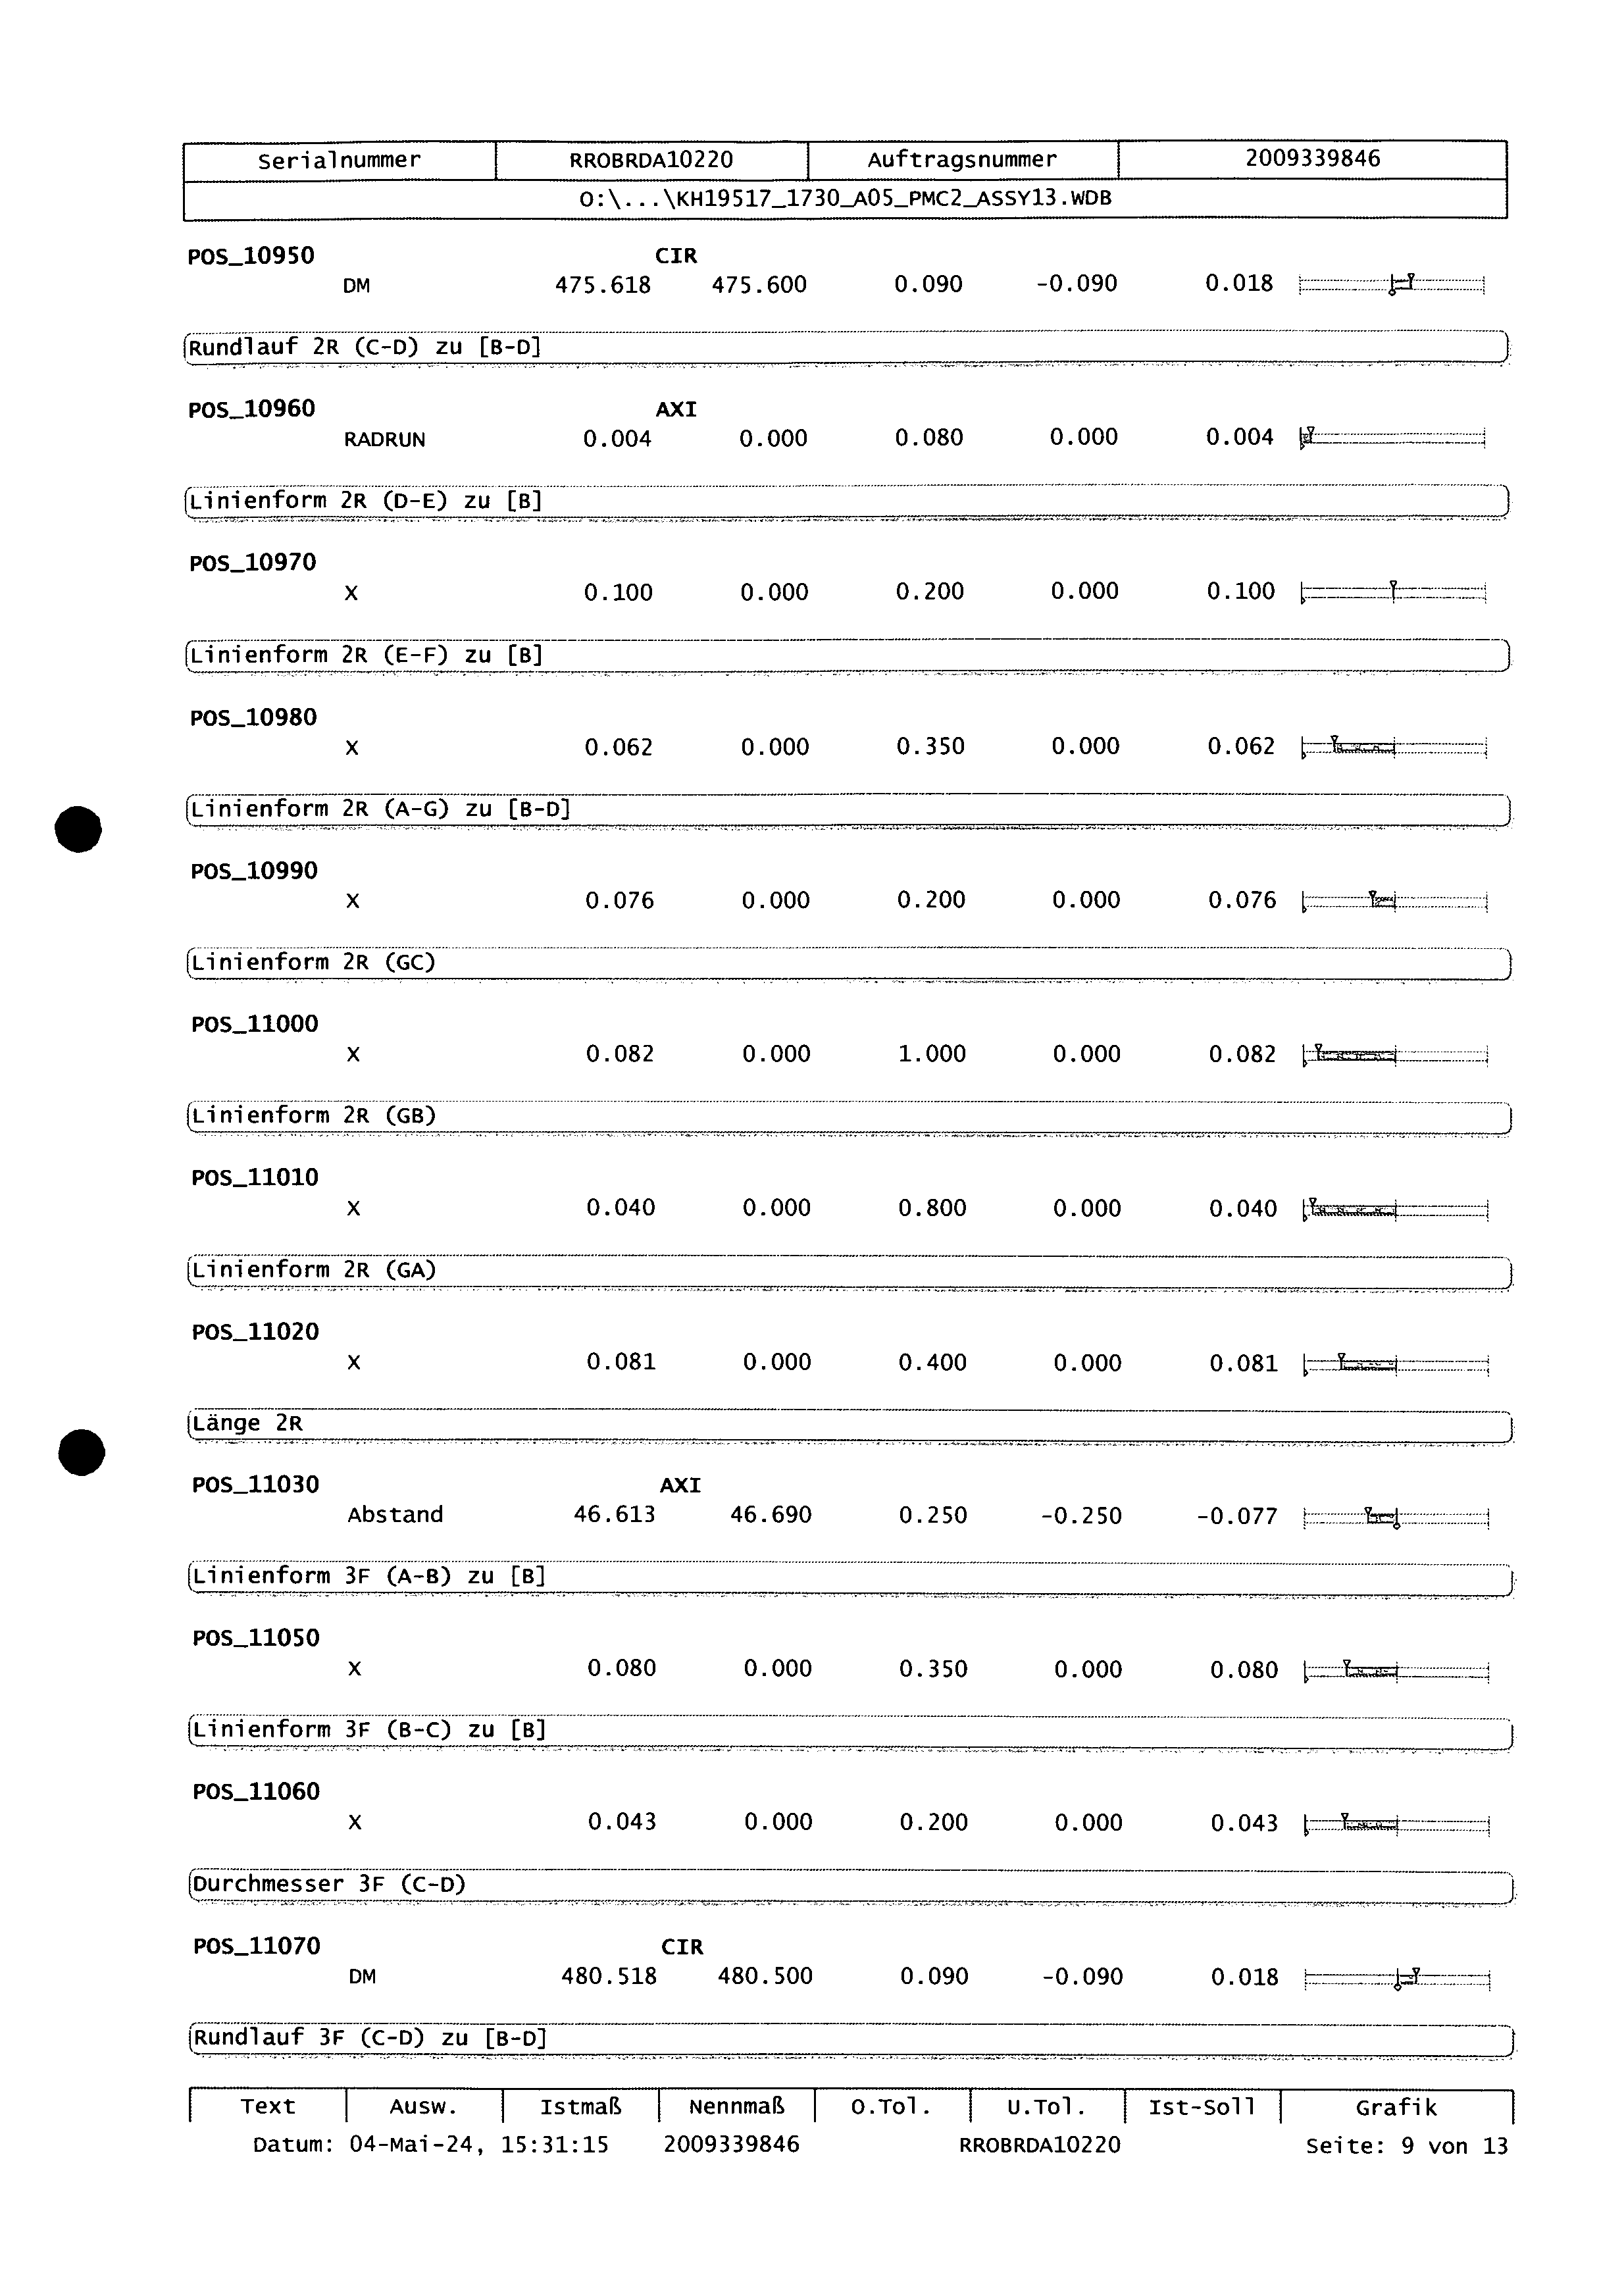 Serialnummer RROBRDA10220 Auftragsnummer 2009339846
O:\...\KH19517_1730_A05_PMC2_ASSY13.WDB
POS_10950 CIR
DM 475.618 475.600 0.090 -0.090 0.018
Rundlauf 2R (C-D) zu [B-D]
POS_10960 AXI
RADRUN 0.004 0.000 0.080 0.000 0.004
Linienform 2R (D-E) zu [B]
POS_10970
X 0.100 0.000 0.200 0.000 0.100
Linienform 2R (E-F) zu [B]
POS_10980
X 0.062 0.000 0.350 0.000 0.062
Linienform 2R (A-G) zu [B-D]
POS_10990
X 0.076 0.000 0.200 0.000 0.076
Linienform 2R (GC)
POS_11000
X 0.082 0.000 1.000 0.000 0.082
Linienform 2R (GB)
POS_11010
X 0.040 0.000 0.800 0.000 0.040
Linienform 2R (GA)
POS_11020
X 0.081 0.000 0.400 0.000 0.081
Länge 2R
POS_11030 AXI
Abstand 46.613 46.690 0.250 -0.250 -0.077
Linienform 3F (A-B) zu [B]
POS_11050
X 0.080 0.000 0.350 0.000 0.080
Linienform 3F (B-C) zu [B]
POS_11060
X 0.043 0.000 0.200 0.000 0.043
Durchmesser 3F (C-D)
POS_11070 CIR
DM 480.518 480.500 0.090 -0.090 0.018
Rundlauf 3F (C-D) zu [B-D]
Text Ausw. Istmaß Nennmaß O.Tol. U.Tol. Ist-Soll Grafik
Datum: 04-Mai-24, 15:31:15 2009339846 RROBRDA10220 Seite: 9 von 13